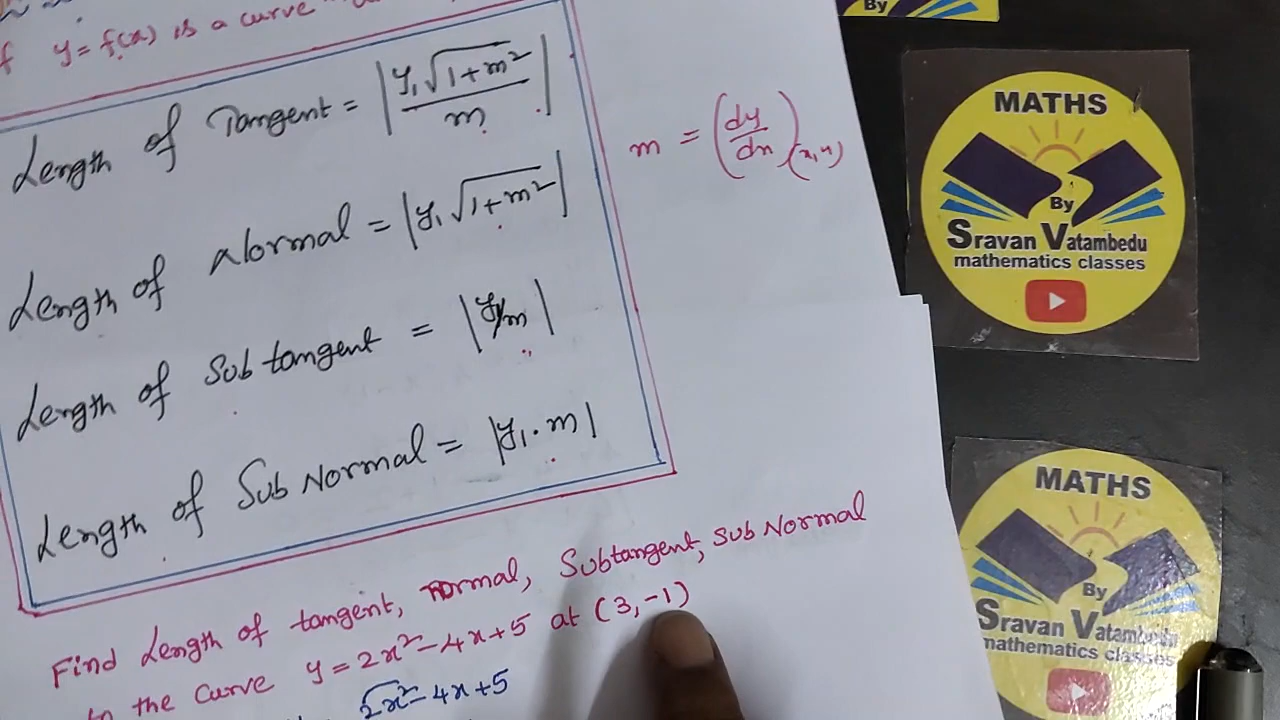 By
f y = f(x) is a curve
Length of Tangent = | y₁√1+m² / m |
m = (dy/dx)(x,y)
Length of Normal = | y₁√1+m² |
Length of Sub tangent = | y₁/m |
Length of Sub Normal = | y₁·m |
Find Length of tangent, normal, Subtangent, Sub Normal
to the curve y = 2x² - 4x + 5 at (3, -1)
2x² - 4x + 5
MATHS
By
Sravan Vatambedu
mathematics classes
MATHS
By
Sravan Vatambedu
mathematics classes